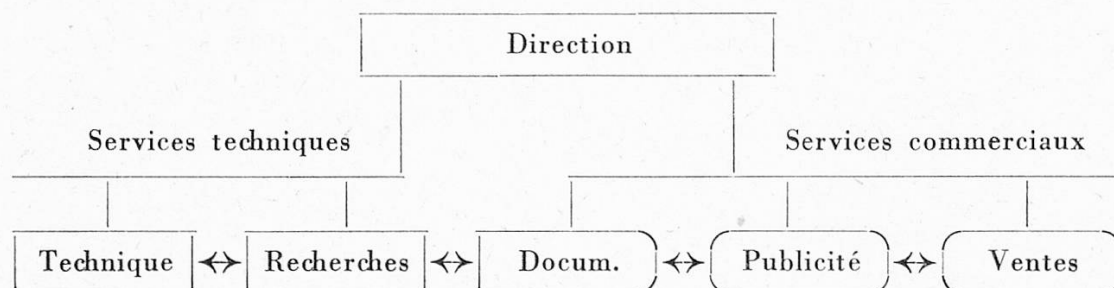 Direction
Services techniques Services commerciaux
Technique Recherches Docum. Publicité Ventes